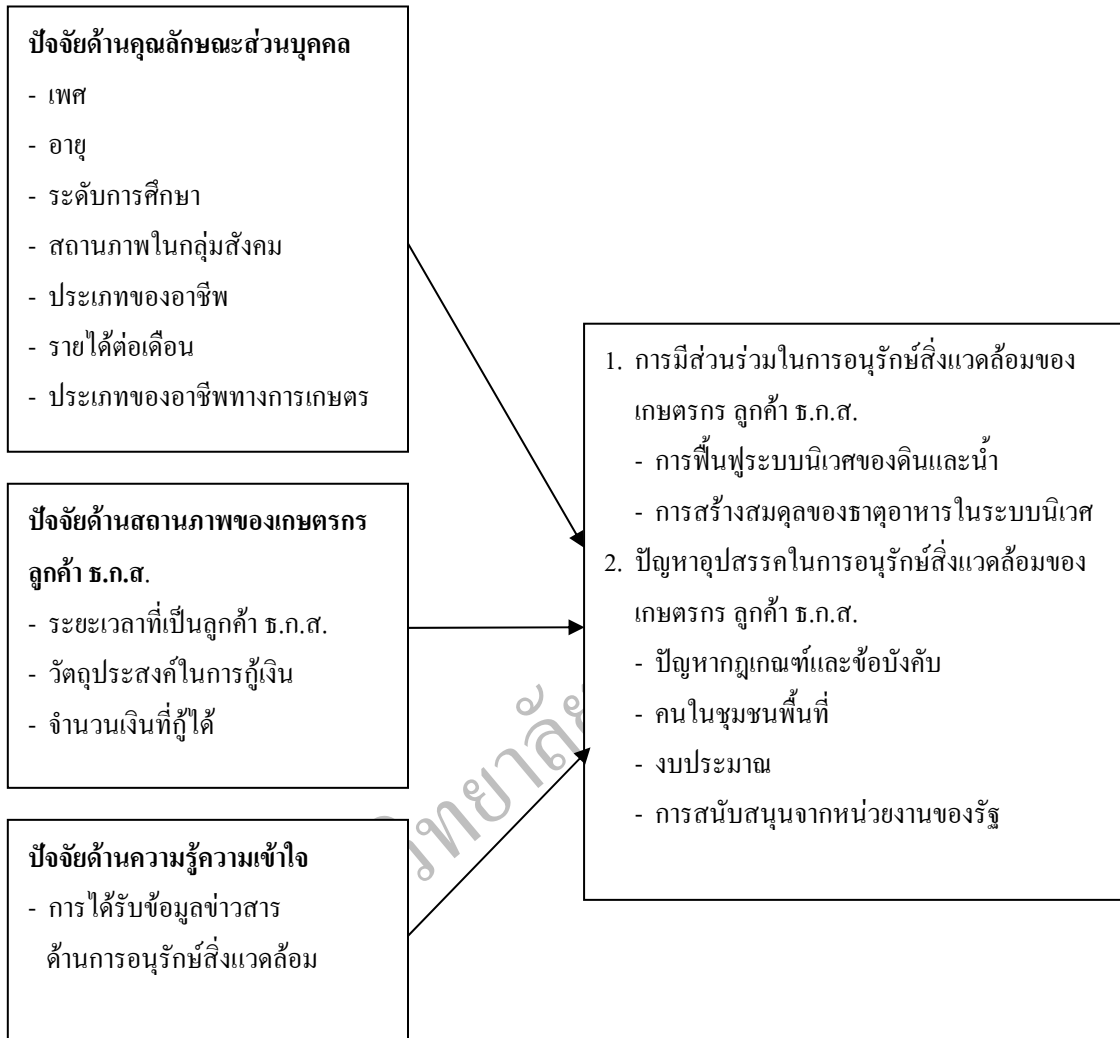 ปัจจัยด้านคุณลักษณะส่วนบุคคล
- เพศ
- อายุ
- ระดับการศึกษา
- สถานภาพในกลุ่มสังคม
- ประเภทของอาชีพ
- รายได้ต่อเดือน
- ประเภทของอาชีพทางการเกษตร
ปัจจัยด้านสถานภาพของเกษตรกร
ลูกค้า ธ.ก.ส.
- ระยะเวลาที่เป็นลูกค้า ธ.ก.ส.
- วัตถุประสงค์ในการกู้เงิน
- จำนวนเงินที่กู้ได้
ปัจจัยด้านความรู้ความเข้าใจ
- การได้รับข้อมูลข่าวสาร
ด้านการอนุรักษ์สิ่งแวดล้อม
1. การมีส่วนร่วมในการอนุรักษ์สิ่งแวดล้อมของ
เกษตรกร ลูกค้า ธ.ก.ส.
- การฟื้นฟูระบบนิเวศของดินและน้ำ
- การสร้างสมดุลของธาตุอาหารในระบบนิเวศ
2. ปัญหาอุปสรรคในการอนุรักษ์สิ่งแวดล้อมของ
เกษตรกร ลูกค้า ธ.ก.ส.
- ปัญหากฎเกณฑ์และข้อบังคับ
- คนในชุมชนพื้นที่
- งบประมาณ
- การสนับสนุนจากหน่วยงานของรัฐ